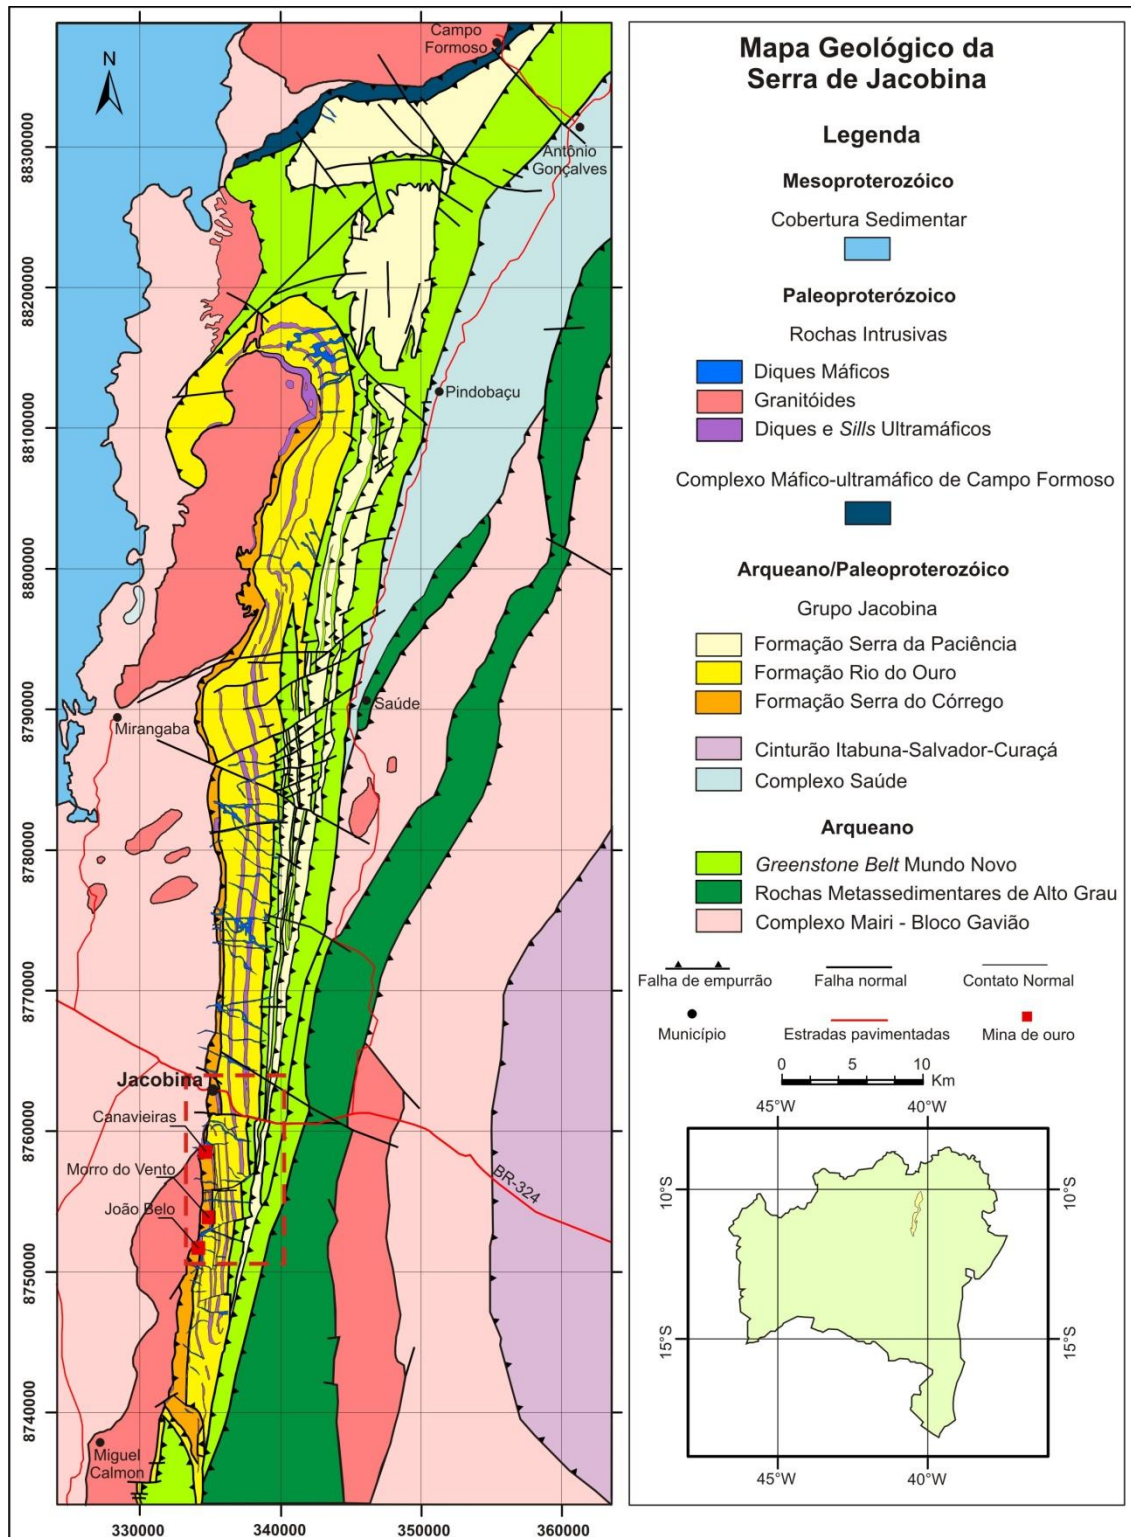 Campo
Formoso
N
Antônio
Gonçalves
Pindobaçu
Saúde
Mirangaba
Jacobina
Canavieiras
Morro do Vento
João Belo
BR-324
Miguel
Calmon
8830000
8820000
8810000
8800000
8790000
8780000
8770000
8760000
8750000
8740000
330000
340000
350000
360000
Mapa Geológico da
Serra de Jacobina
Legenda
Mesoproterozóico
Cobertura Sedimentar
Paleoproterózoico
Rochas Intrusivas
Diques Máficos
Granitóides
Diques e Sills Ultramáficos
Complexo Máfico-ultramáfico de Campo Formoso
Arqueano/Paleoproterozóico
Grupo Jacobina
Formação Serra da Paciência
Formação Rio do Ouro
Formação Serra do Córrego
Cinturão Itabuna-Salvador-Curaçá
Complexo Saúde
Arqueano
Greenstone Belt Mundo Novo
Rochas Metassedimentares de Alto Grau
Complexo Mairi - Bloco Gavião
Falha de empurrão
Falha normal
Contato Normal
Município
Estradas pavimentadas
Mina de ouro
0 5 10
Km
45°W 40°W
10°S 10°S
15°S 15°S
45°W 40°W